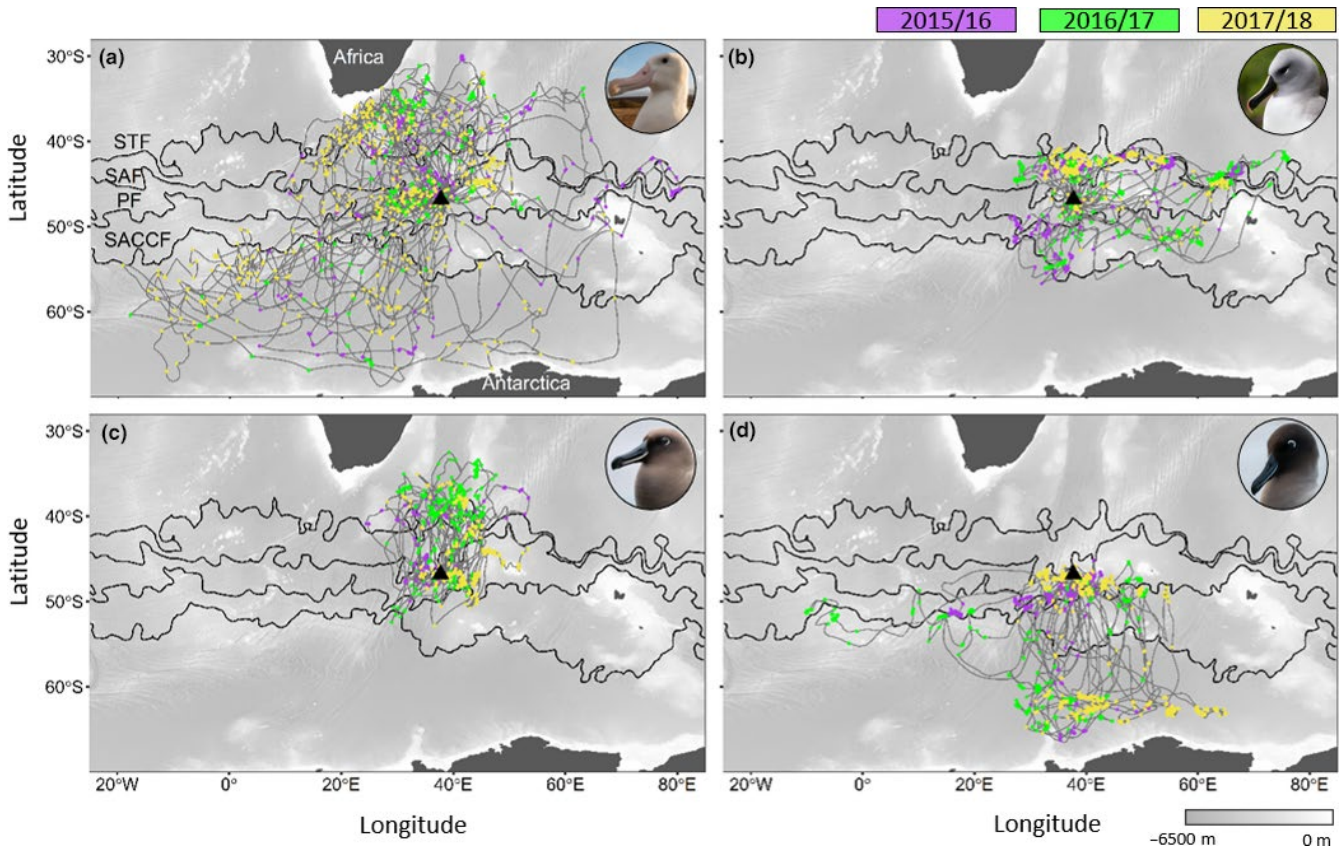 2015/16 2016/17 2017/18
(a) Africa
(b)
30°S
40°S
50°S
60°S
Latitude
STF
SAF
PF
SACCF
Antarctica
(c)
(d)
30°S
40°S
50°S
60°S
Latitude
20°W 0° 20°E 40°E 60°E 80°E
20°W 0° 20°E 40°E 60°E 80°E
Longitude
Longitude
−6500 m 0 m